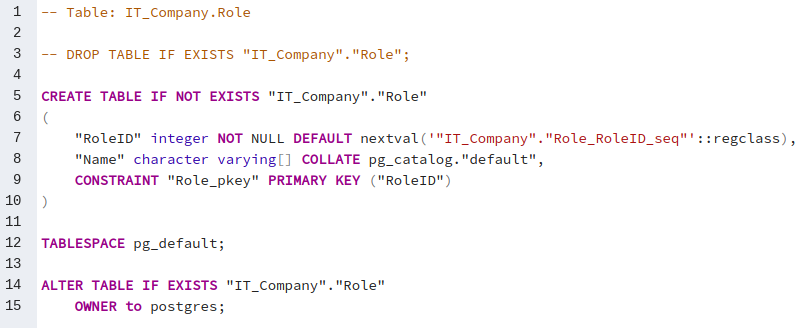 1 -- Table: IT_Company.Role
2
3 -- DROP TABLE IF EXISTS "IT_Company"."Role";
4
5 CREATE TABLE IF NOT EXISTS "IT_Company"."Role"
6 (
7     "RoleID" integer NOT NULL DEFAULT nextval('"IT_Company"."Role_RoleID_seq"'::regclass),
8     "Name" character varying[] COLLATE pg_catalog."default",
9     CONSTRAINT "Role_pkey" PRIMARY KEY ("RoleID")
10 )
11
12 TABLESPACE pg_default;
13
14 ALTER TABLE IF EXISTS "IT_Company"."Role"
15     OWNER to postgres;